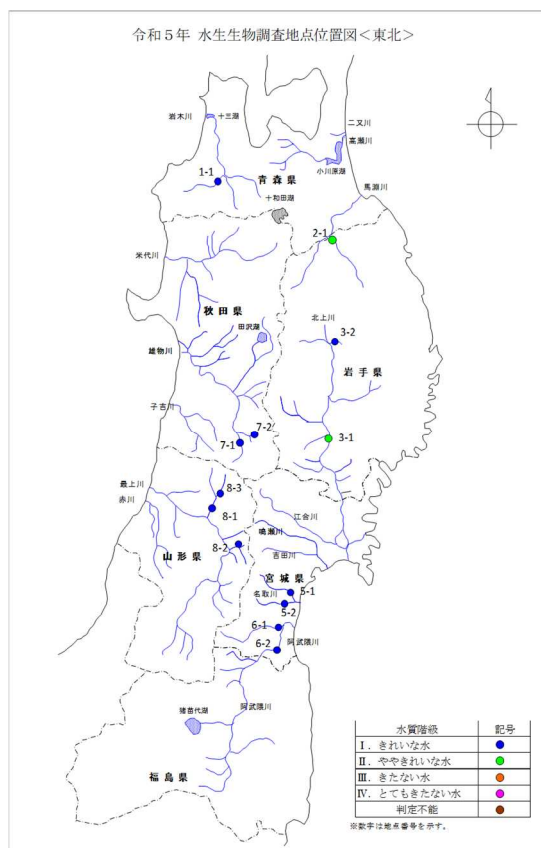 令和５年 水生生物調査地点位置図＜東北＞
岩木川
十三湖
二又川
高瀬川
小川原湖
1-1
青森県
馬淵川
十和田湖
2-1
米代川
秋田県
北上川
田沢湖
3-2
雄物川
岩手県
子吉川
7-2
7-1
3-1
最上川
8-3
赤川
8-1
江合川
鳴瀬川
8-2
吉田川
山形県
宮城県
5-1
名取川
5-2
6-1
阿武隈川
6-2
阿武隈川
猪苗代湖
福島県
水質階級 記号
Ⅰ．きれいな水
Ⅱ．ややきれいな水
Ⅲ．きたない水
Ⅳ．とてもきたない水
判定不能
※数字は地点番号を示す。